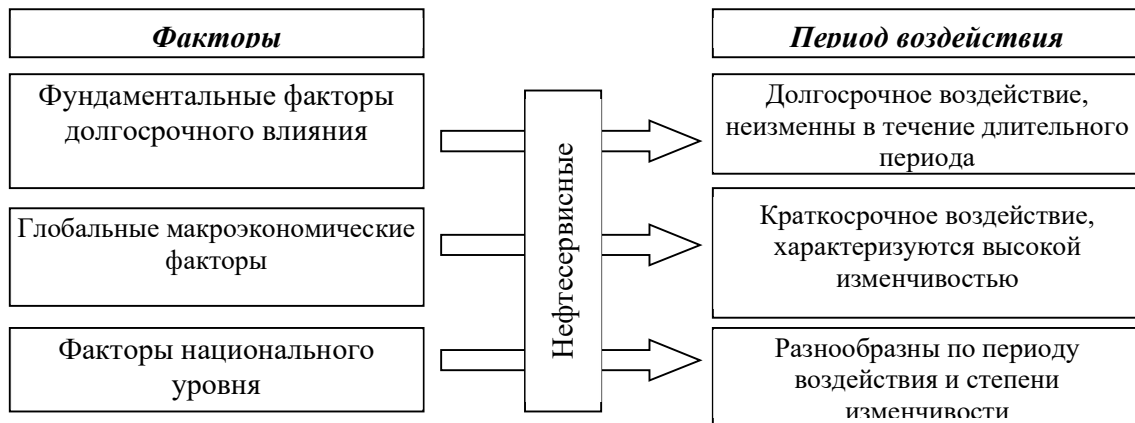 Факторы
Период воздействия
Фундаментальные факторы
долгосрочного влияния
Долгосрочное воздействие,
неизменны в течение длительного
периода
Нефтесервисные
Глобальные макроэкономические
факторы
Краткосрочное воздействие,
характеризуются высокой
изменчивостью
Факторы национального
уровня
Разнообразны по периоду
воздействия и степени
изменчивости